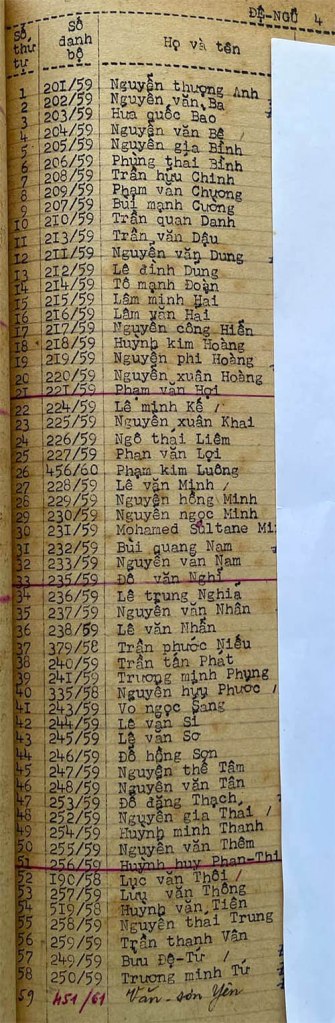 ĐỆ-NGŨ 4
Số thứ tự Số danh bộ Họ và tên
1 201/59 Nguyễn thượng Anh
2 202/59 Nguyễn văn Ba
3 203/59 Hứa quốc Bao
4 204/59 Nguyễn văn Bê /
5 205/59 Nguyễn gia Bình
6 206/59 Phùng thái Bình
7 208/59 Trần hữu Chinh
8 209/59 Phạm văn Chương
9 207/59 Bùi mạnh Cường
10 210/59 Trần quan Danh
11 213/59 Trần văn Dậu
12 211/59 Nguyễn văn Dung
13 212/59 Lê đình Dung
14 214/59 Tô mạnh Đoàn
15 215/59 Lâm minh Hai
16 216/59 Lâm văn Hai
17 217/59 Nguyễn công Hiền
18 218/59 Huỳnh kim Hoàng
19 219/59 Nguyễn phi Hoàng
20 220/59 Nguyễn xuân Hoàng
21 221/59 Phạm văn Hợi
22 224/59 Lê minh Kế /
23 225/59 Nguyễn xuân Khai
24 226/59 Ngô thái Liêm
25 227/59 Phan văn Lợi
26 456/60 Phạm kim Luông
27 228/59 Lê văn Minh /
28 229/59 Nguyễn hồng Minh
29 230/59 Nguyễn ngọc Minh
30 231/59 Mohamed Sultane Mi
31 232/59 Bùi quang Nam
32 233/59 Nguyễn văn Nam
33 235/59 Đỗ văn Nghi
34 236/59 Lê trung Nghĩa
35 237/59 Nguyễn văn Nhân
36 238/59 Lê văn Nhẫn
37 379/58 Trần phước Niếu
38 240/59 Trần tấn Phát
39 241/59 Trương minh Phụng
40 335/58 Nguyễn hữu Phước /
41 243/59 Vo ngọc Sang
42 244/59 Lê văn Sĩ
43 245/59 Lê văn Sơ
44 246/59 Đỗ hồng Sơn
45 247/59 Nguyễn thế Tâm
46 248/59 Nguyễn văn Tân
47 253/59 Đỗ đăng Thạch
48 252/59 Nguyễn gia Thái /
49 254/59 Huỳnh minh Thanh
50 255/59 Nguyễn văn Thêm
51 256/59 Huỳnh huy Phan-Thi
52 190/58 Lục văn Thôi /
53 257/59 Lưu văn Thông
54 519/58 Huỳnh văn Tiên
55 258/59 Nguyễn thái Trung
56 259/59 Trần thanh Vân
57 249/59 Bửu Đệ-Tứ /
58 250/59 Trương minh Tứ
59 451/61 Văn-sơn Yên